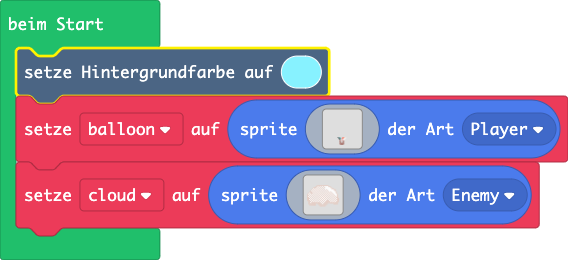 beim Start
setze Hintergrundfarbe auf
setze balloon auf sprite der Art Player
setze cloud auf sprite der Art Enemy